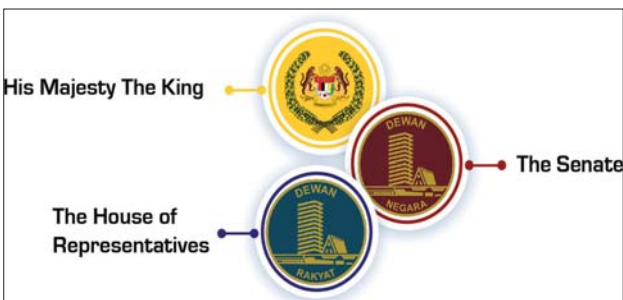 His Majesty The King
DEWAN
NEGARA
The Senate
The House of
Representatives
DEWAN
RAKYAT